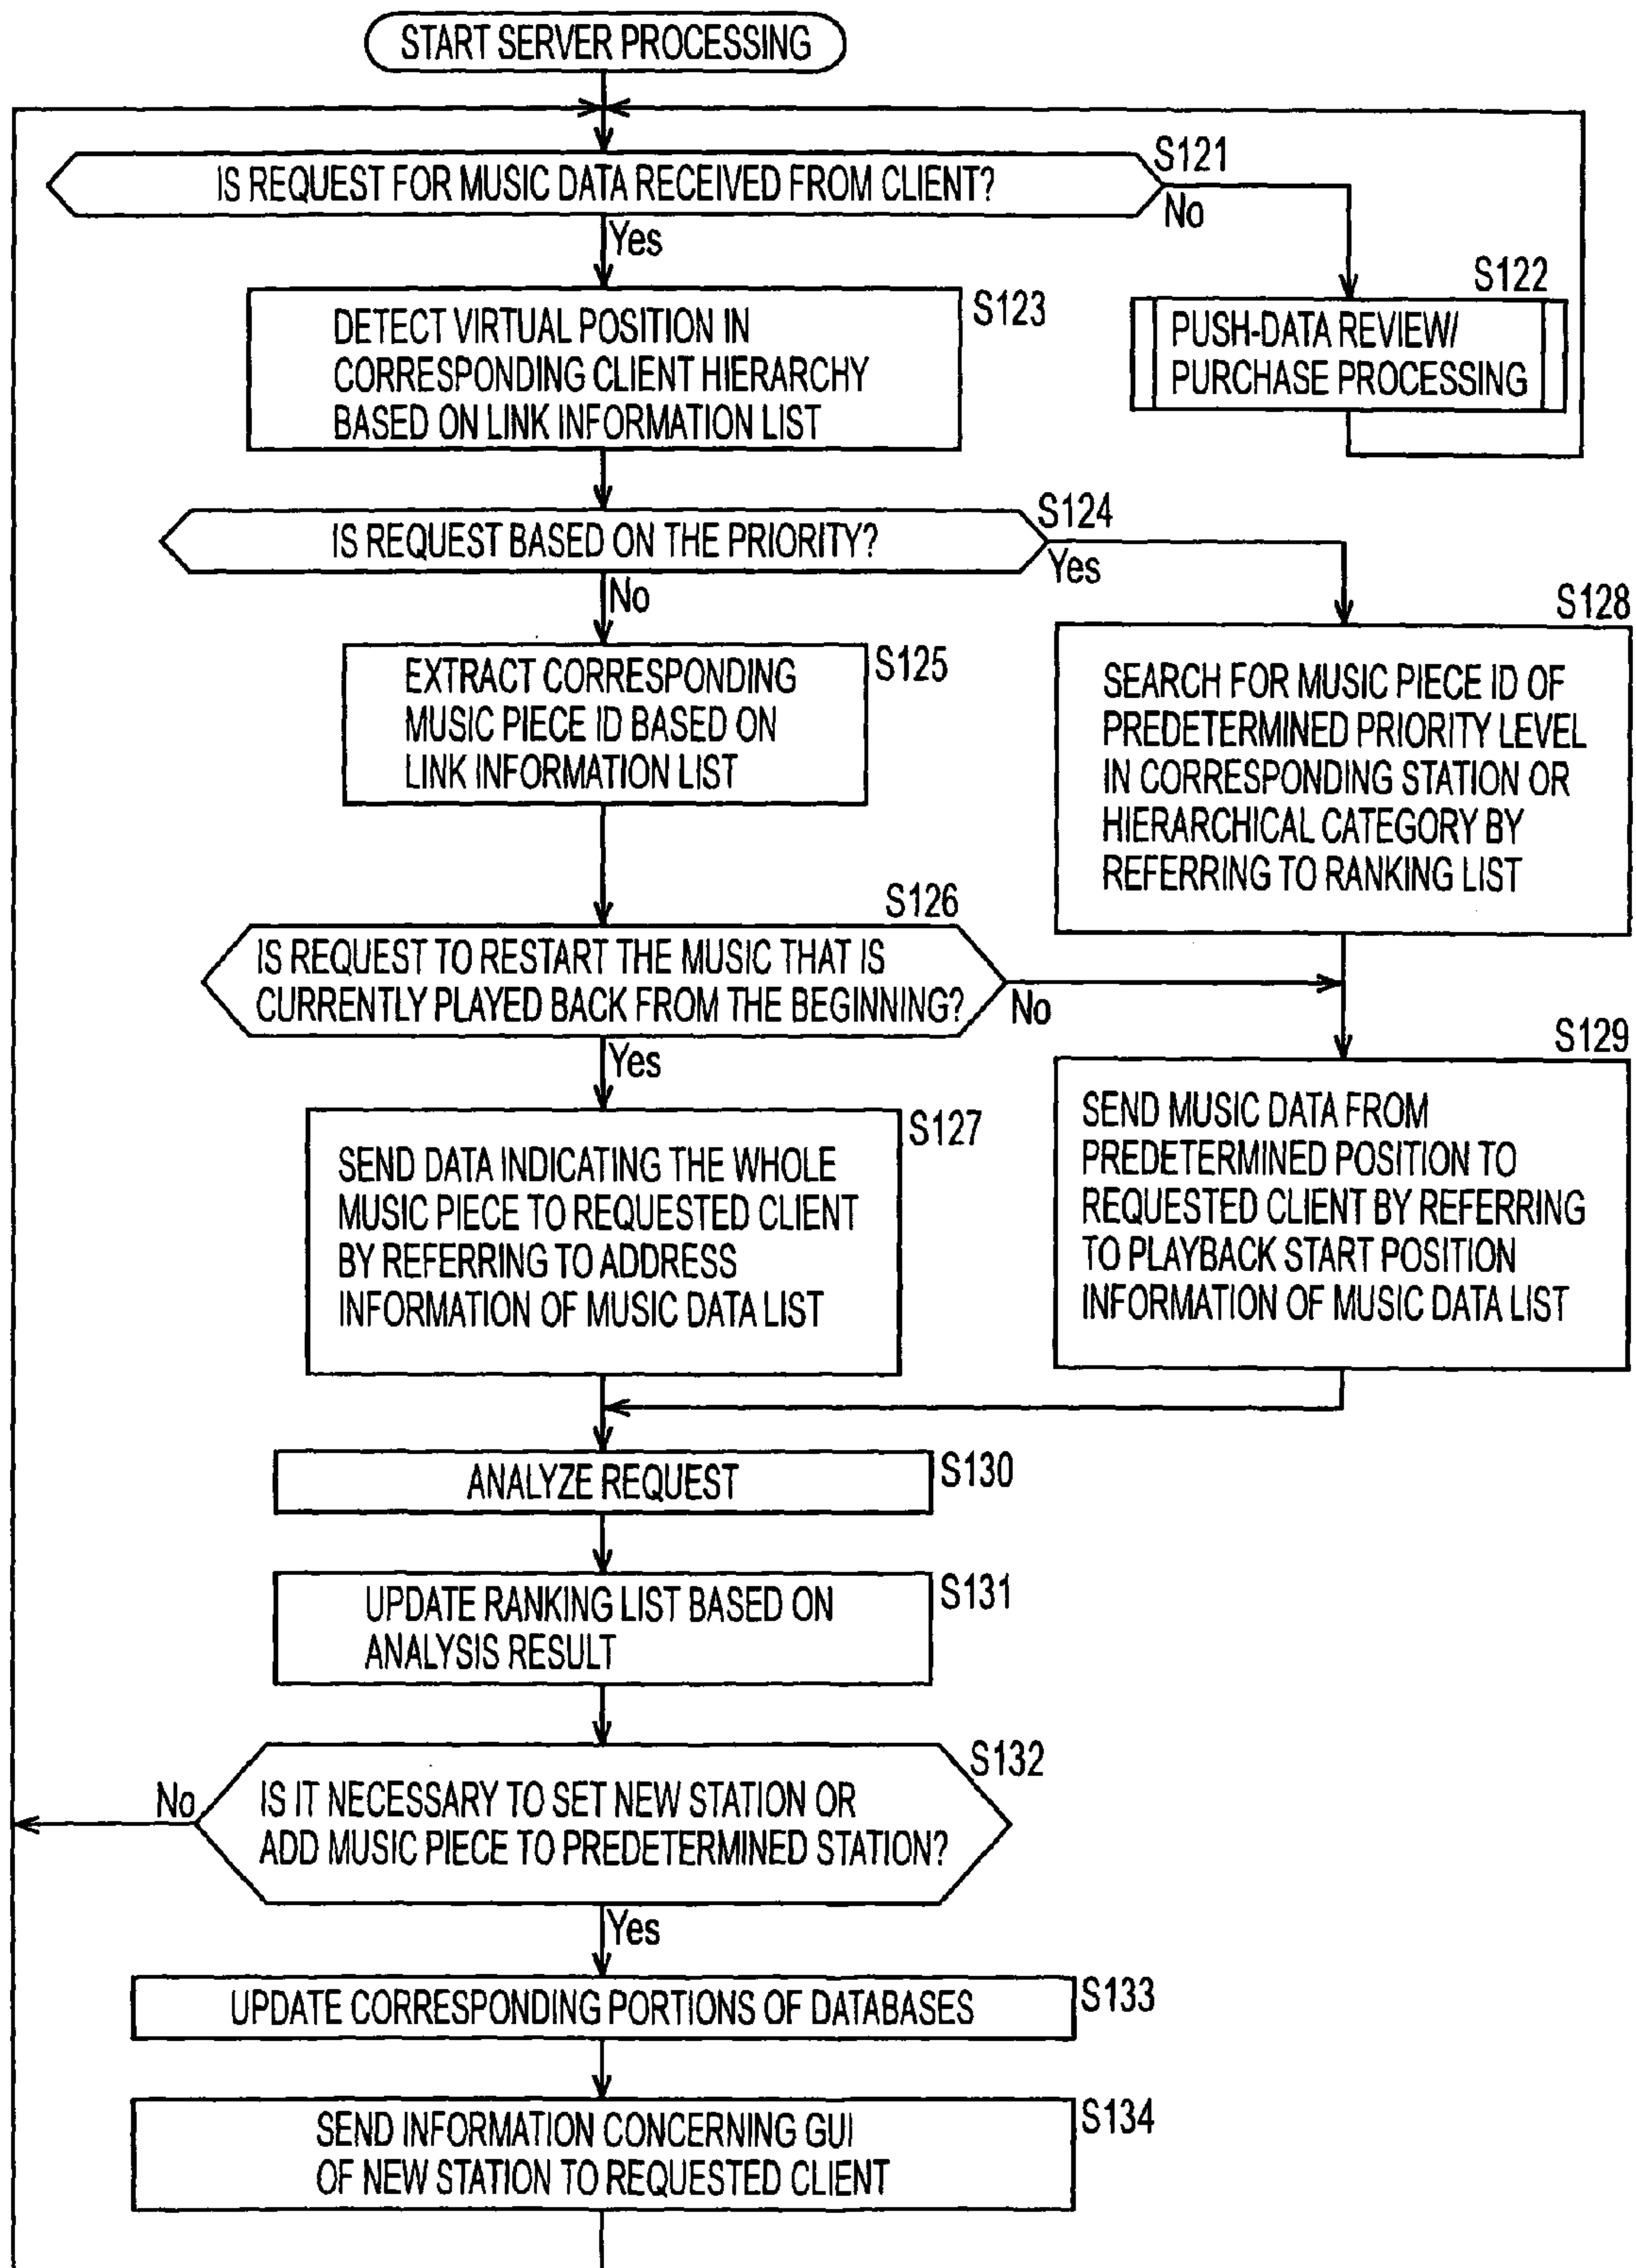 START SERVER PROCESSING
S121
IS REQUEST FOR MUSIC DATA RECEIVED FROM CLIENT?
No
Yes
S122
PUSH-DATA REVIEW/
PURCHASE PROCESSING
S123
DETECT VIRTUAL POSITION IN
CORRESPONDING CLIENT HIERARCHY
BASED ON LINK INFORMATION LIST
S124
IS REQUEST BASED ON THE PRIORITY?
Yes
No
S128
SEARCH FOR MUSIC PIECE ID OF
PREDETERMINED PRIORITY LEVEL
IN CORRESPONDING STATION OR
HIERARCHICAL CATEGORY BY
REFERRING TO RANKING LIST
S125
EXTRACT CORRESPONDING
MUSIC PIECE ID BASED ON
LINK INFORMATION LIST
S126
IS REQUEST TO RESTART THE MUSIC THAT IS
CURRENTLY PLAYED BACK FROM THE BEGINNING?
No
Yes
S129
SEND MUSIC DATA FROM
PREDETERMINED POSITION TO
REQUESTED CLIENT BY REFERRING
TO PLAYBACK START POSITION
INFORMATION OF MUSIC DATA LIST
S127
SEND DATA INDICATING THE WHOLE
MUSIC PIECE TO REQUESTED CLIENT
BY REFERRING TO ADDRESS
INFORMATION OF MUSIC DATA LIST
S130
ANALYZE REQUEST
S131
UPDATE RANKING LIST BASED ON
ANALYSIS RESULT
S132
No
IS IT NECESSARY TO SET NEW STATION OR
ADD MUSIC PIECE TO PREDETERMINED STATION?
Yes
S133
UPDATE CORRESPONDING PORTIONS OF DATABASES
S134
SEND INFORMATION CONCERNING GUI
OF NEW STATION TO REQUESTED CLIENT